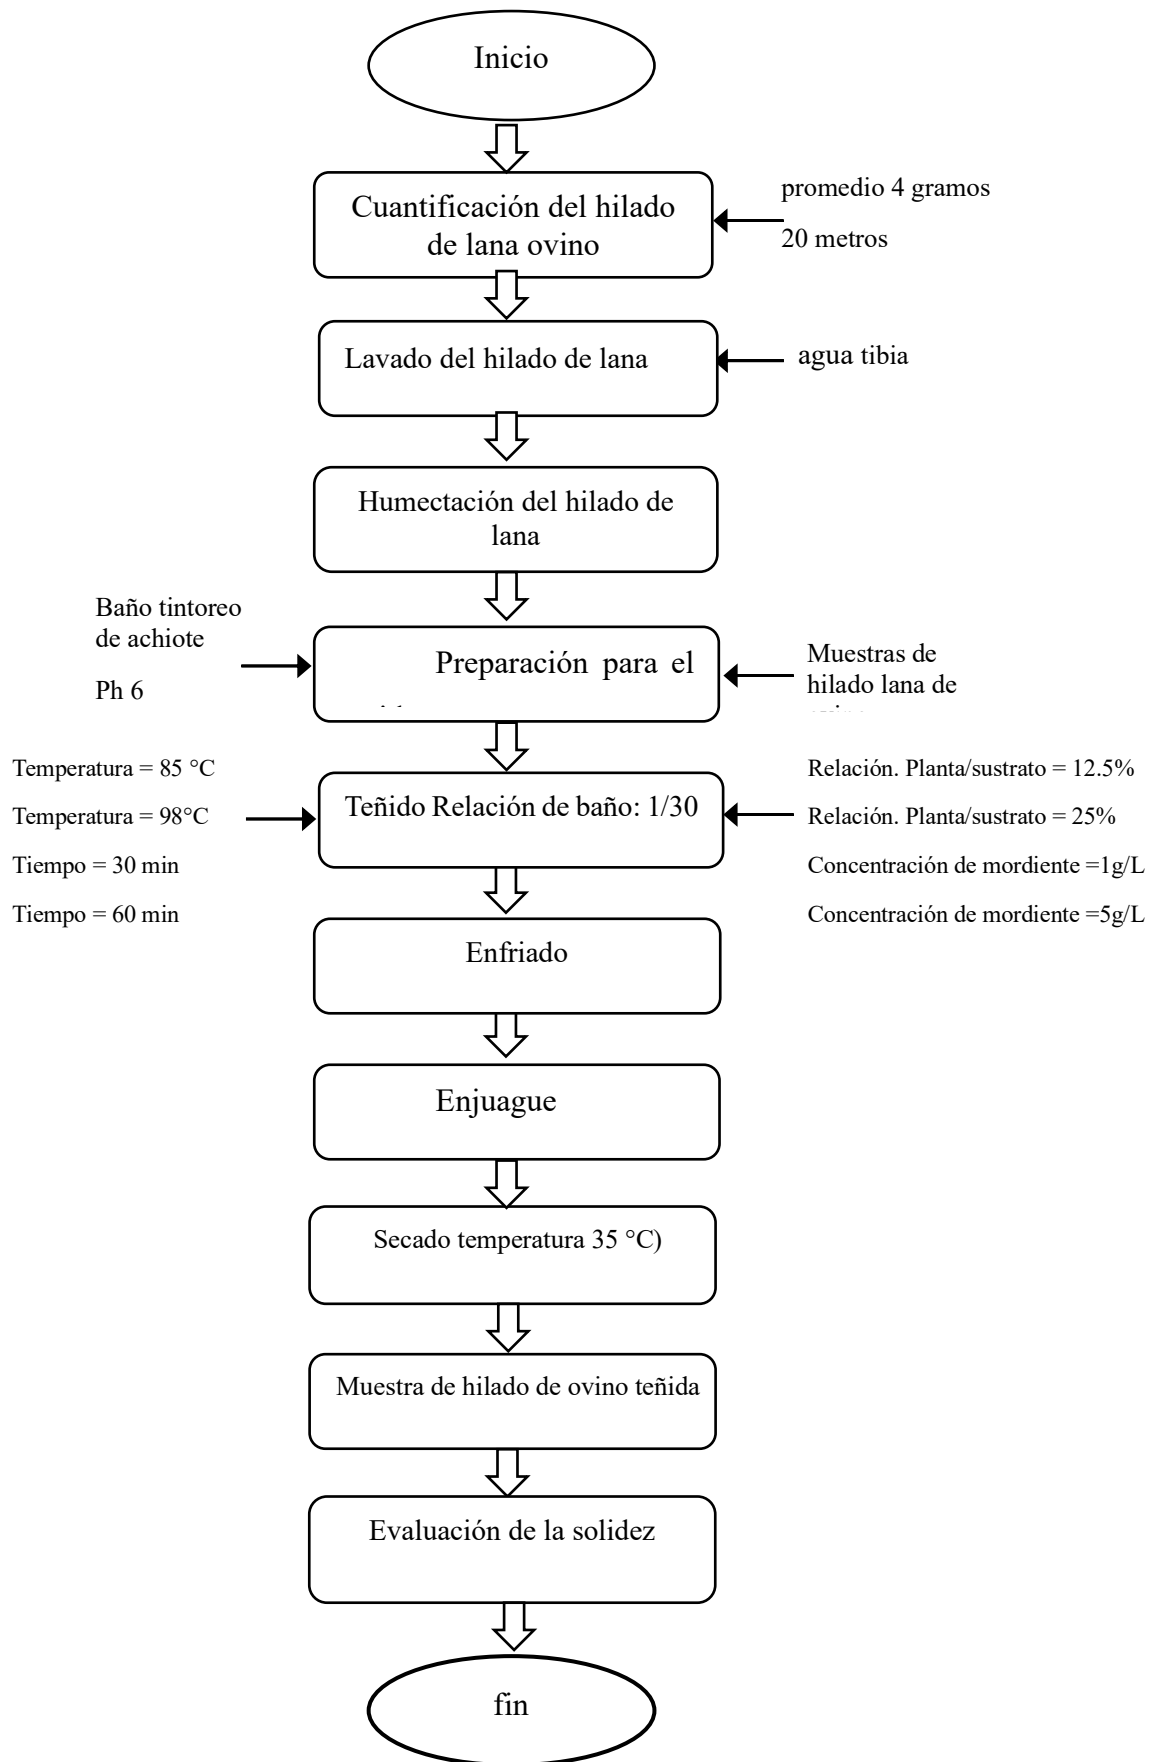 Inicio
Cuantificación del hilado
de lana ovino
promedio 4 gramos
20 metros
Lavado del hilado de lana
agua tibia
Humectación del hilado de
lana
Baño tintoreo
de achiote
Ph 6
Preparación para el
Muestras de
hilado lana de
Temperatura = 85 °C
Temperatura = 98°C
Tiempo = 30 min
Tiempo = 60 min
Teñido Relación de baño: 1/30
Relación. Planta/sustrato = 12.5%
Relación. Planta/sustrato = 25%
Concentración de mordiente =1g/L
Concentración de mordiente =5g/L
Enfriado
Enjuague
Secado temperatura 35 °C)
Muestra de hilado de ovino teñida
Evaluación de la solidez
fin